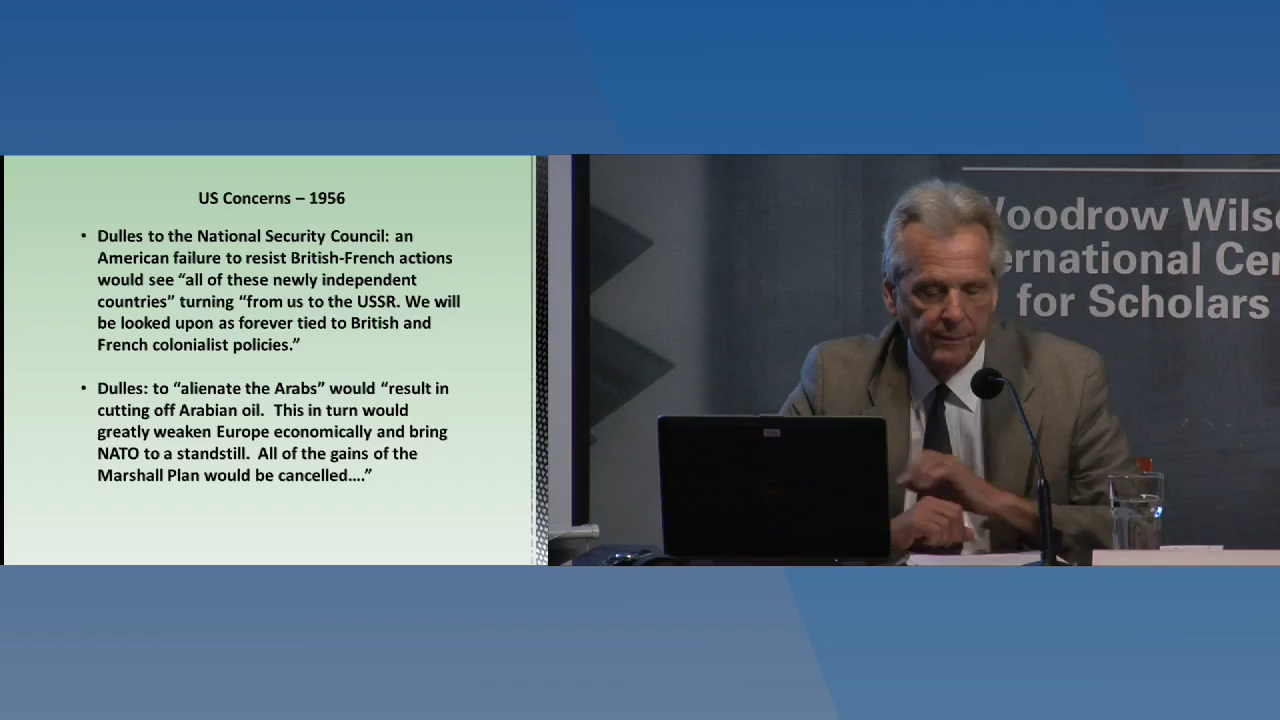 US Concerns – 1956
• Dulles to the National Security Council: an
American failure to resist British-French actions
would see “all of these newly independent
countries” turning “from us to the USSR. We will
be looked upon as forever tied to British and
French colonialist policies.”
• Dulles: to “alienate the Arabs” would “result in
cutting off Arabian oil.  This in turn would
greatly weaken Europe economically and bring
NATO to a standstill.  All of the gains of the
Marshall Plan would be cancelled….”
oodrow Wils
ernational Cen
for Scholars